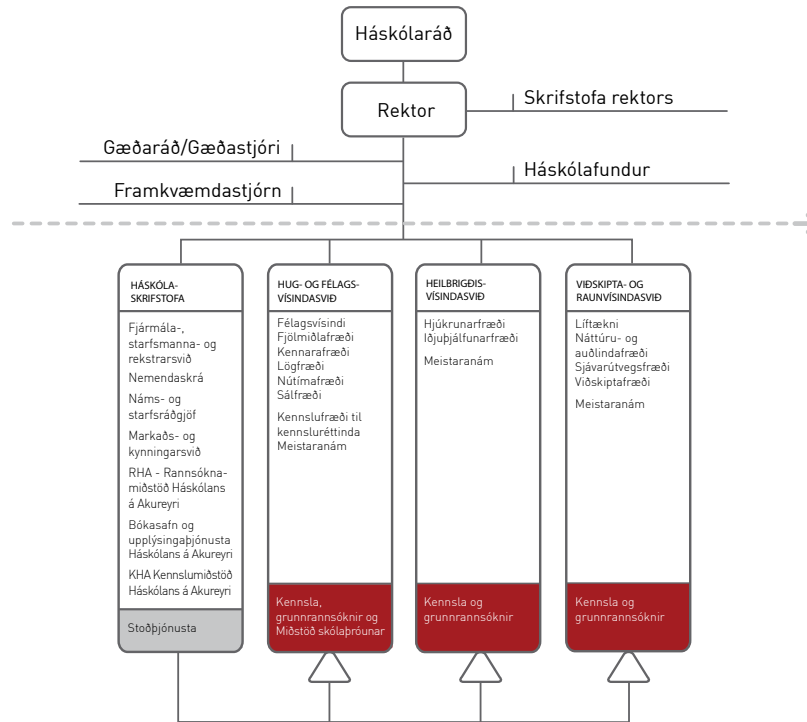 Háskólaráð
Rektor
Skrifstofa rektors
Gæðaráð/Gæðastjóri
Háskólafundur
Framkvæmdastjórn
HÁSKÓLA-
SKRIFSTOFA
Fjármála-,
starfsmanna- og
rekstrarsvið
Nemendaskrá
Náms- og
starfsráðgjöf
Markaðs- og
kynningarsvið
RHA - Rannsókna-
miðstöð Háskólans
á Akureyri
Bókasafn og
upplýsingaþjónusta
Háskólans á Akureyri
KHA Kennslumiðstöð
Háskólans á Akureyri
Stoðþjónusta
HUG- OG FÉLAGS-
VÍSINDASVIÐ
Félagsvísindi
Fjölmiðlafræði
Kennarafræði
Lögfræði
Nútímafræði
Sálfræði
Kennslufræði til
kennsluréttinda
Meistaranám
Kennsla,
grunnrannsóknir og
Miðstöð skólaþróunar
HEILBRIGÐIS-
VÍSINDASVIÐ
Hjúkrunarfræði
Iðjuþjálfunarfræði
Meistaranám
Kennsla og
grunnrannsóknir
VIÐSKIPTA- OG
RAUNVÍSINDASVIÐ
Líftækni
Náttúru- og
auðlindafræði
Sjávarútvegsfræði
Viðskiptafræði
Meistaranám
Kennsla og
grunnrannsóknir